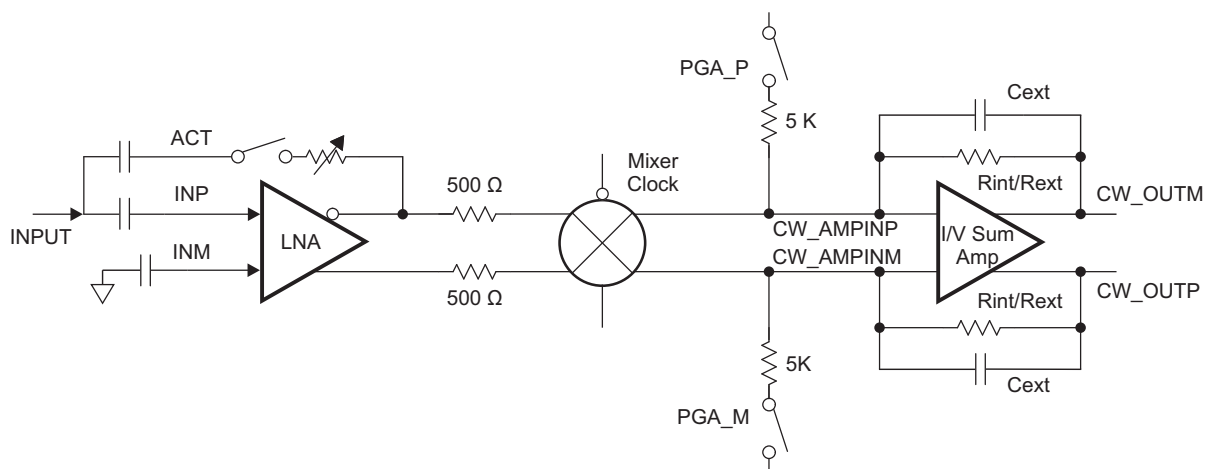 Cext
PGA_P
5 K
ACT
Mixer
Clock
500 Ω
Rint/Rext
INP
CW_OUTM
INPUT
LNA
CW_AMPINP
I/V Sum
Amp
INM
CW_AMPINM
500 Ω
Rint/Rext
CW_OUTP
5K
Cext
PGA_M